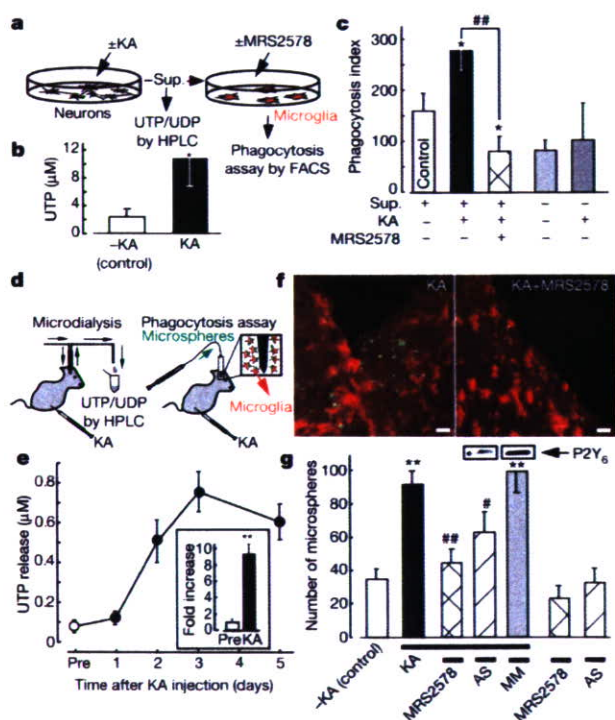 a
±KA
Neurons
–Sup.
UTP/UDP
by HPLC
±MRS2578
Microglia
Phagocytosis
assay by FACS
b
UTP (µM)
12
8
4
0
–KA
(control)
KA
*
c
Phagocytosis index
300
200
100
0
Control
*
##
*
Sup. + + + – –
KA – + + – +
MRS2578 – – + – –
d
Microdialysis
UTP/UDP
by HPLC
KA
Phagocytosis assay
Microspheres
Microglia
KA
e
UTP release (µM)
0.8
0.6
0.4
0.2
0
Pre 1 2 3 4 5
Time after KA injection (days)
Fold increase
10
8
6
4
2
0
**
Pre KA
f
KA
KA+MRS2578
g
P2Y6
Number of microspheres
100
80
60
40
20
0
**
##
#
**
–KA (control)
KA
MRS2578
AS
MM
MRS2578
AS